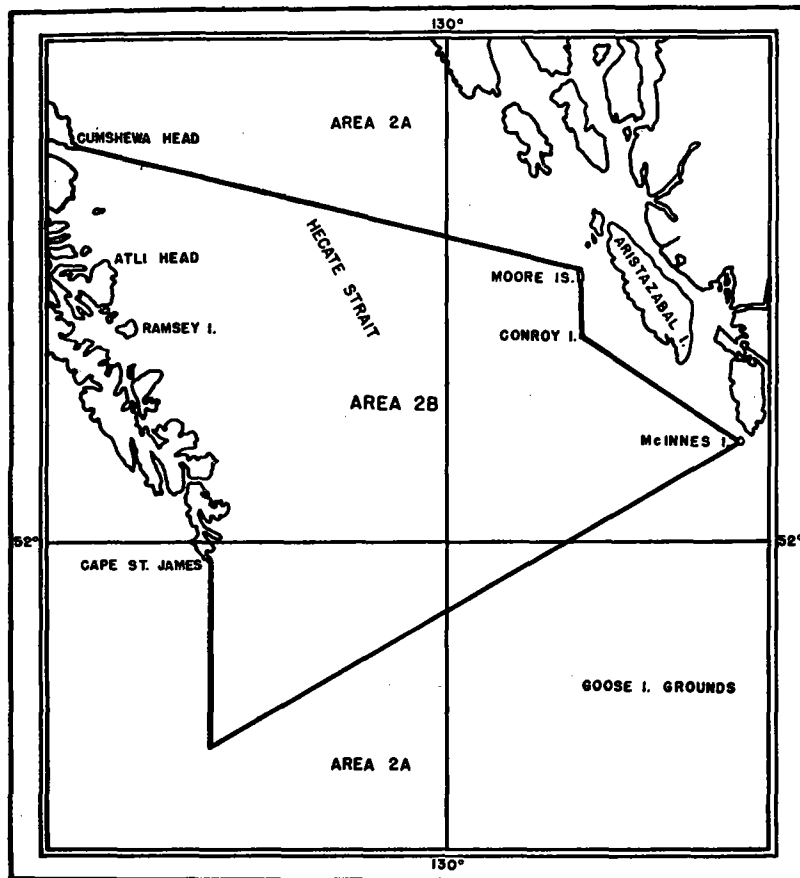 130°
AREA 2A
CUMSHEWA HEAD
HECATE STRAIT
ARISTAZABAL I.
ATLI HEAD
MOORE IS.
RAMSEY I.
CONROY I.
AREA 2B
McINNES I.
52°
52°
CAPE ST. JAMES
GOOSE I. GROUNDS
AREA 2A
130°